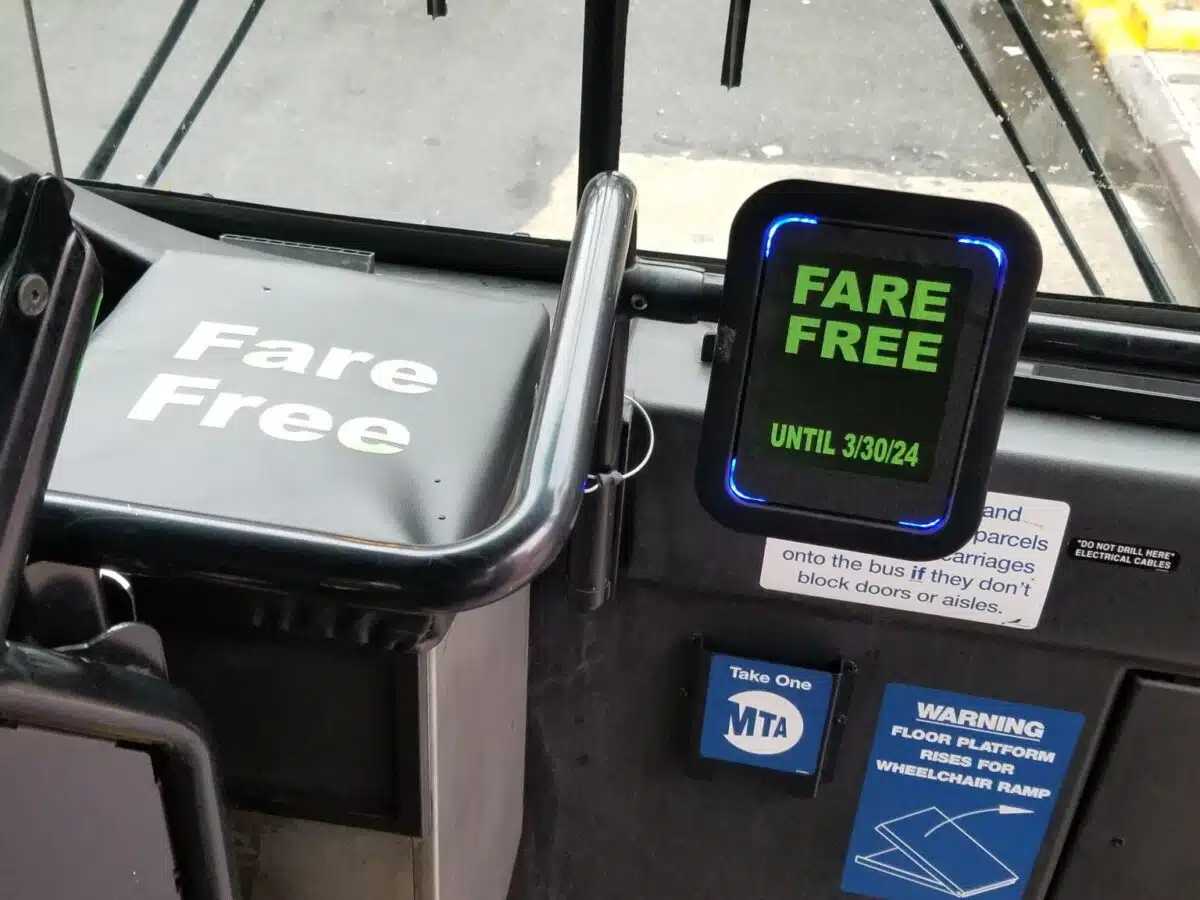 Fare
Free
FARE
FREE
UNTIL 3/30/24
and
parcels
carriages
onto the bus if they don't
block doors or aisles.
"DO NOT DRILL HERE"
ELECTRICAL CABLES
Take One
MTA
WARNING
FLOOR PLATFORM
RISES FOR
WHEELCHAIR RAMP